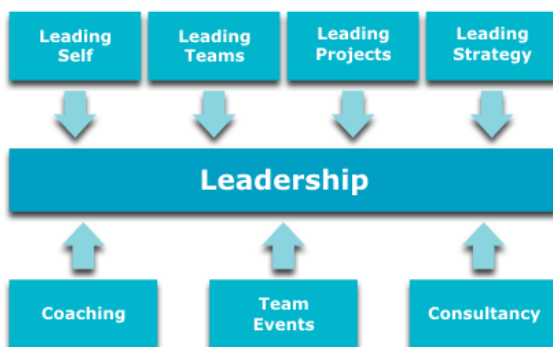 Leading
Self
Leading
Teams
Leading
Projects
Leading
Strategy
Leadership
Coaching
Team
Events
Consultancy